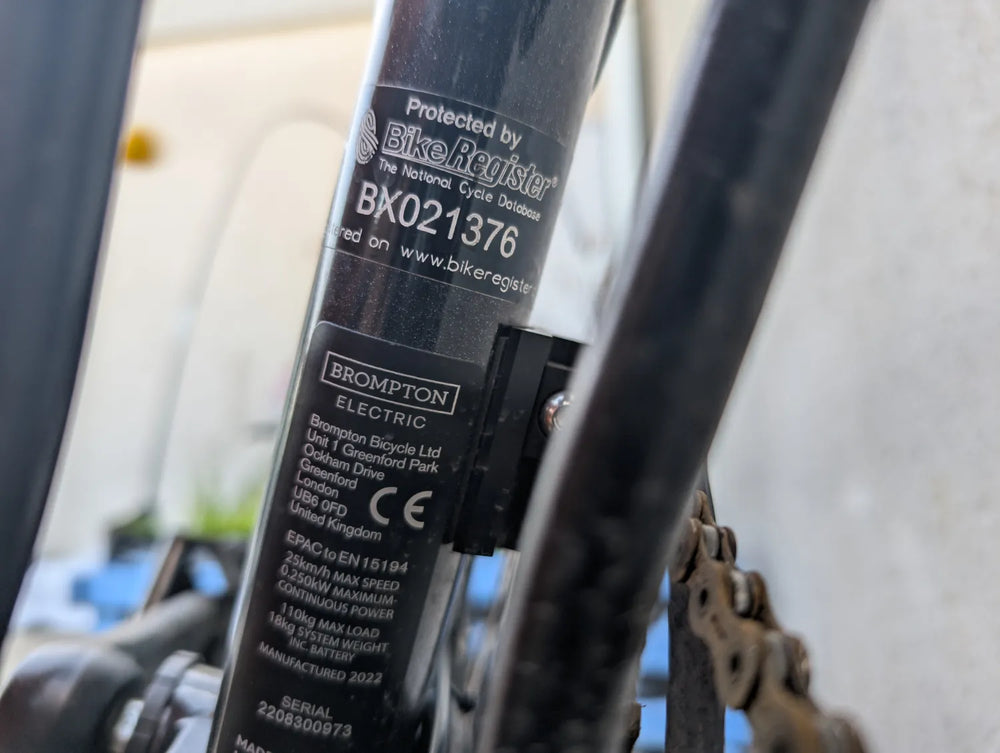 Protected by
BikeRegister®
The National Cycle Database
BX021376
ered on www.bikeregister
BROMPTON
ELECTRIC
Brompton Bicycle Ltd
Unit 1 Greenford Park
Ockham Drive
Greenford
London
UB6 0FD
United Kingdom
CE
EPAC to EN 15194
25km/h MAX SPEED
0.250kW MAXIMUM
CONTINUOUS POWER
110kg MAX LOAD
18kg SYSTEM WEIGHT
INC. BATTERY
MANUFACTURED 2022
SERIAL
2208300973